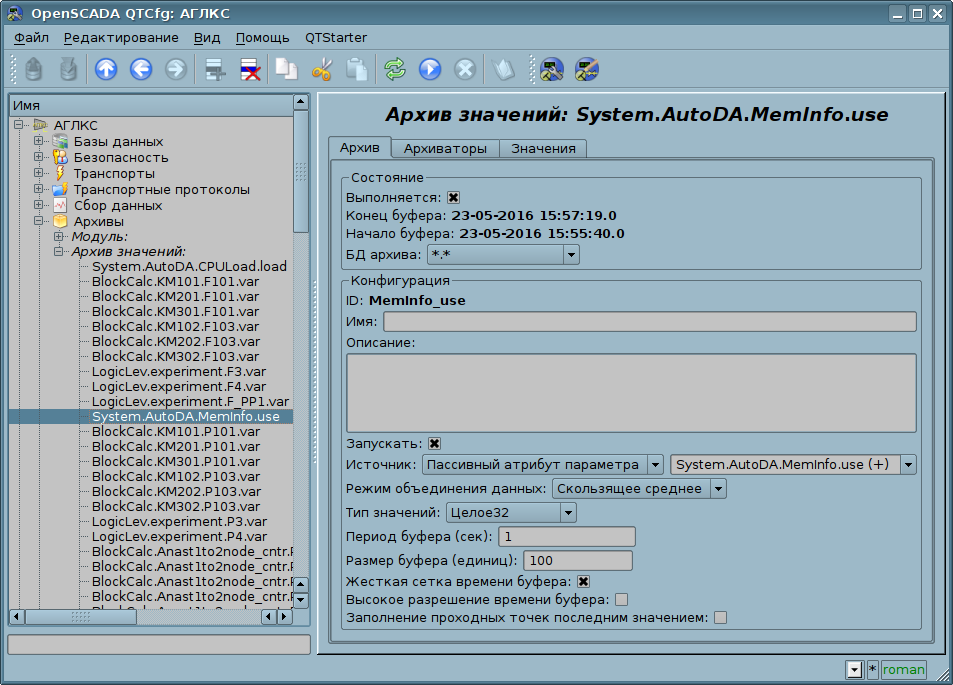 OpenSCADA QTCfg: АГЛКС
Файл Редактирование Вид Помощь QTStarter
Имя
АГЛКС
Базы данных
Безопасность
Транспорты
Транспортные протоколы
Сбор данных
Архивы
Модуль:
Архив значений:
System.AutoDA.CPULoad.load
BlockCalc.KM101.F101.var
BlockCalc.KM201.F101.var
BlockCalc.KM301.F101.var
BlockCalc.KM102.F103.var
BlockCalc.KM202.F103.var
BlockCalc.KM302.F103.var
LogicLev.experiment.F3.var
LogicLev.experiment.F4.var
LogicLev.experiment.F_PP1.var
System.AutoDA.MemInfo.use
BlockCalc.KM101.P101.var
BlockCalc.KM201.P101.var
BlockCalc.KM301.P101.var
BlockCalc.KM102.P103.var
BlockCalc.KM202.P103.var
BlockCalc.KM302.P103.var
LogicLev.experiment.P3.var
LogicLev.experiment.P4.var
BlockCalc.Anast1to2node_cntr.
BlockCalc.Anast1to2node_cntr.
BlockCalc.Anast1to2node_cntr.
BlockCalc.Anast1to2node_cntr.
Архив значений: System.AutoDA.MemInfo.use
Архив Архиваторы Значения
Состояние
Выполняется:
Конец буфера: 23-05-2016 15:57:19.0
Начало буфера: 23-05-2016 15:55:40.0
БД архива: *.*
Конфигурация
ID: MemInfo_use
Имя:
Описание:
Запускать:
Источник: Пассивный атрибут параметра System.AutoDA.MemInfo.use (+)
Режим объединения данных: Скользящее среднее
Тип значений: Целое32
Период буфера (сек): 1
Размер буфера (единиц): 100
Жесткая сетка времени буфера:
Высокое разрешение времени буфера:
Заполнение проходных точек последним значением:
* roman